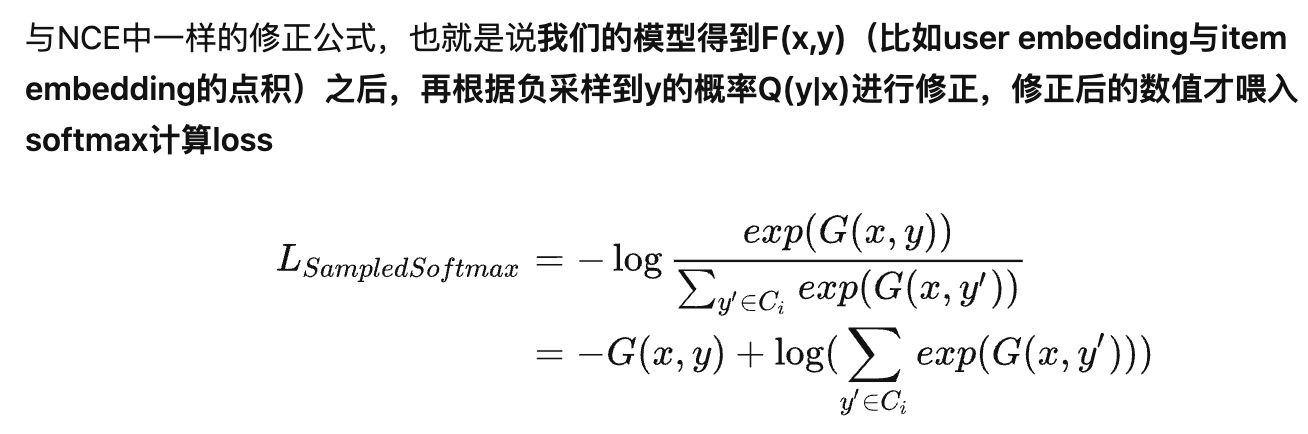 与NCE中一样的修正公式，也就是说我们的模型得到F(x,y)（比如user embedding与item
embedding的点积）之后，再根据负采样到y的概率Q(y|x)进行修正，修正后的数值才喂入
softmax计算loss
L_{SampledSoftmax} = -\log \frac{exp(G(x,y))}{\sum_{y'∈C_i} exp(G(x,y'))}
= -G(x,y) + \log(\sum_{y'∈C_i} exp(G(x,y')))